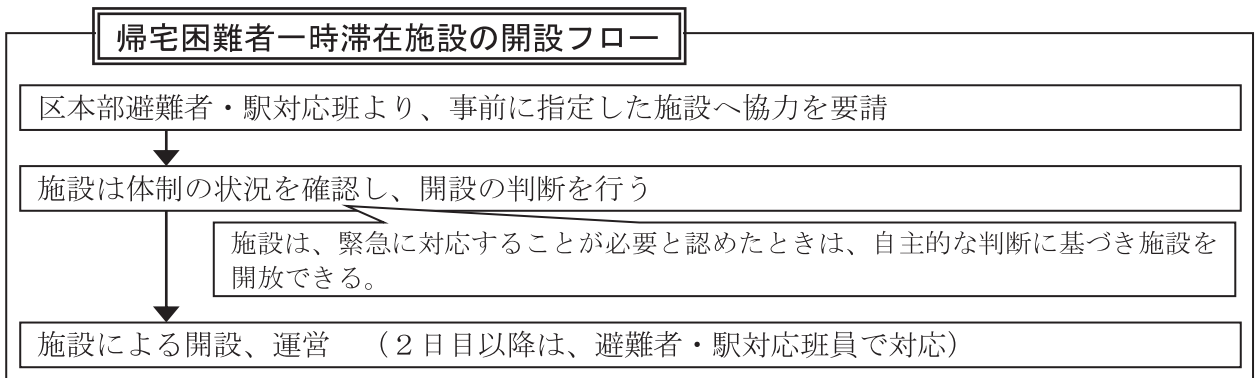 帰宅困難者一時滞在施設の開設フロー
区本部避難者・駅対応班より、事前に指定した施設へ協力を要請
施設は体制の状況を確認し、開設の判断を行う
施設は、緊急に対応することが必要と認めたときは、自主的な判断に基づき施設を
開放できる。
施設による開設、運営　（２日目以降は、避難者・駅対応班員で対応）